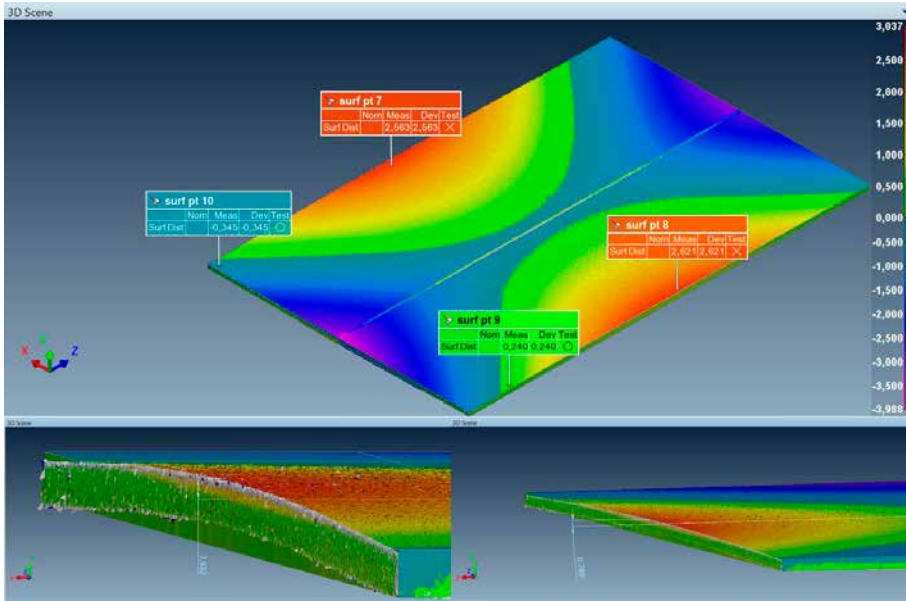 3D Scene
3,037
2,500
2,000
1,500
1,000
0,500
0,000
-0,500
-1,000
-1,500
-2,000
-2,500
-3,000
-3,500
-3,988
surf pt 7
Nom Meas Dev Test
Surf Dist 2,563 2,563
surf pt 10
Nom Meas Dev Test
Surf Dist -0,345 -0,345
surf pt 8
Nom Meas Dev Test
Surf Dist 2,621 2,621
surf pt 9
Nom Meas Dev Test
Surf Dist 0,240 0,240
X Z
3D Scene
3D Scene